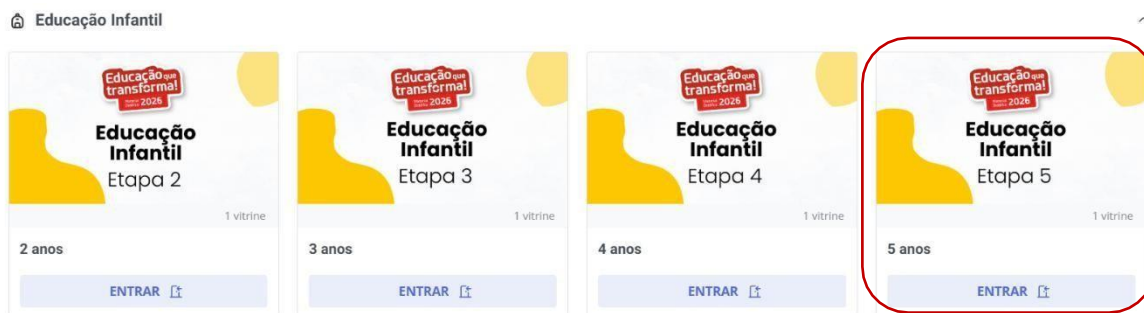 Educação Infantil
Educação que
transforma!
2026
Educação
Infantil
Etapa 2
1 vitrine
2 anos
ENTRAR
Educação que
transforma!
2026
Educação
Infantil
Etapa 3
1 vitrine
3 anos
ENTRAR
Educação que
transforma!
2026
Educação
Infantil
Etapa 4
1 vitrine
4 anos
ENTRAR
Educação que
transforma!
2026
Educação
Infantil
Etapa 5
1 vitrine
5 anos
ENTRAR